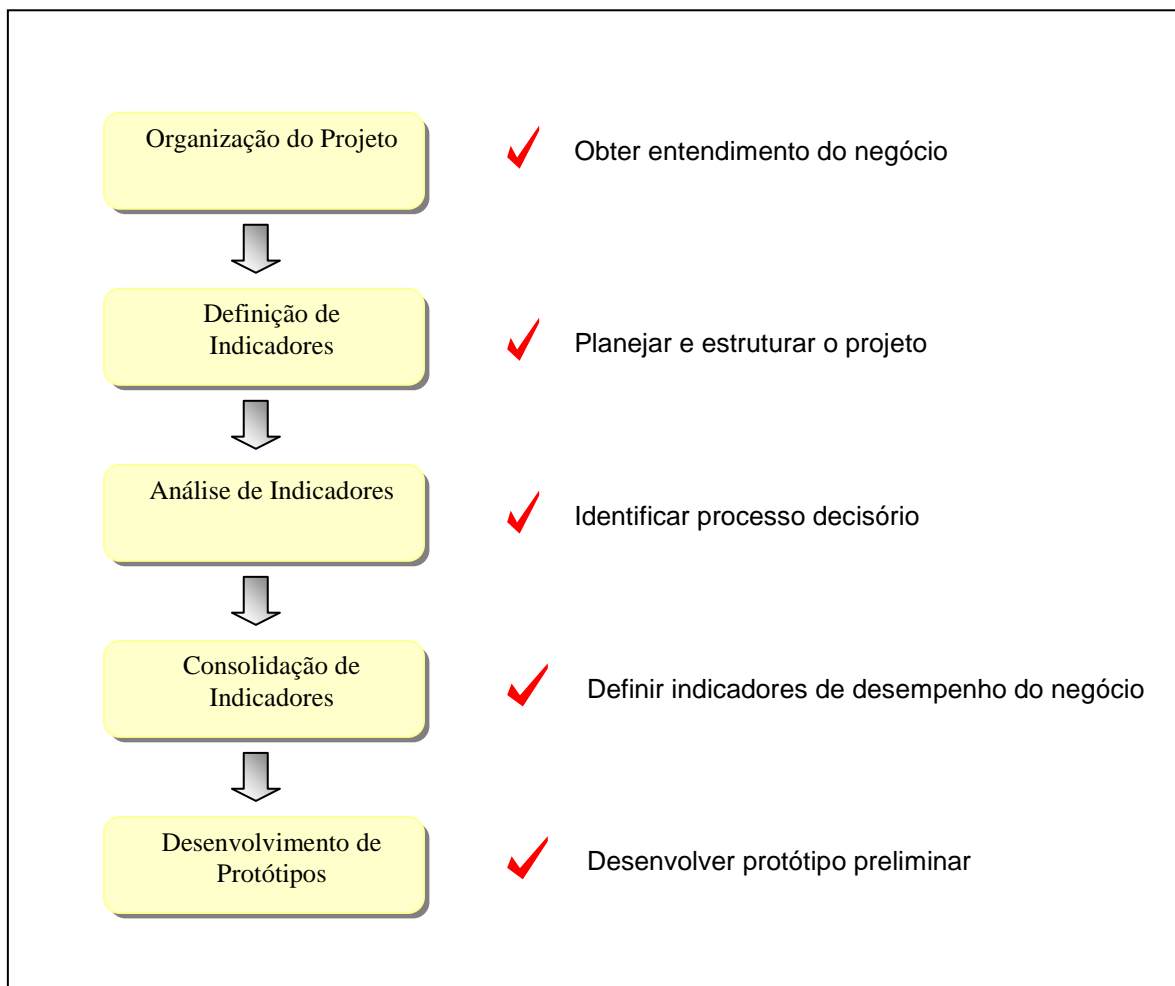 Organização do Projeto
Obter entendimento do negócio
Definição de
Indicadores
Planejar e estruturar o projeto
Análise de Indicadores
Identificar processo decisório
Consolidação de
Indicadores
Definir indicadores de desempenho do negócio
Desenvolvimento de
Protótipos
Desenvolver protótipo preliminar